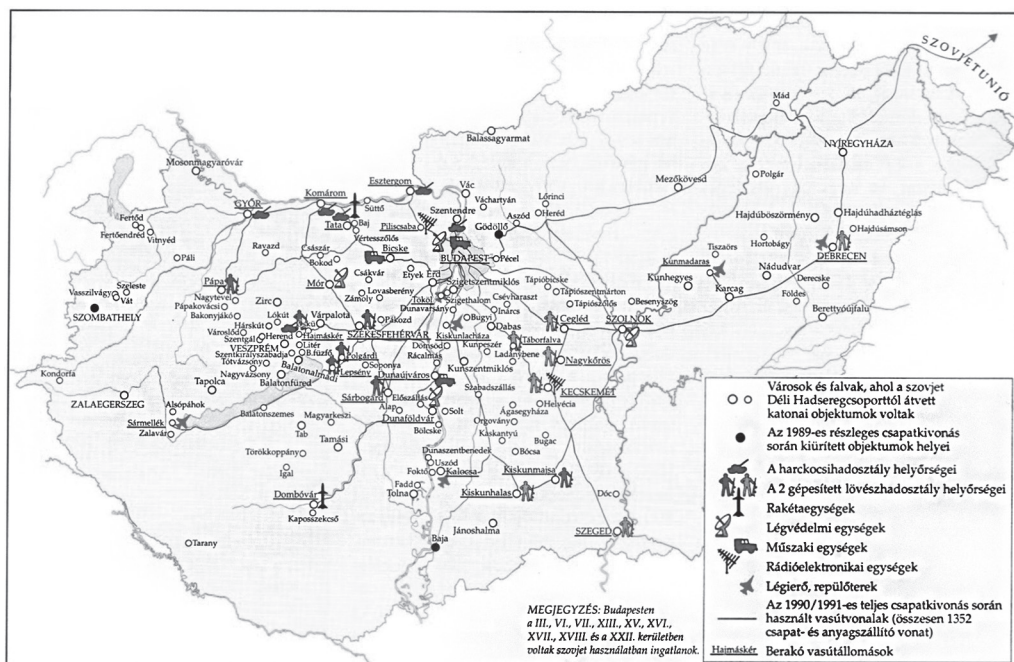 SZOVJETUNIÓ
Mád
Balassagyarmat
NYÍREGYHÁZA
Mosonmagyaróvár
Esztergom
Vác
Mezőkövesd
Polgár
Komárom
Süttő
Váchartyán
Lőrinci
Heréd
GYŐR
Tata
Baj
Piliscsaba
Szentendre
Aszód
Hajdúböszörmény
Hajdúhadháztéglás
Fertőd
Fertőendréd
Vitnyéd
Vértesszőlős
Gödöllő
Hajdúsámson
Ravazd
Császár
Bokod
Bicske
BUDAPEST
Pécel
Tiszaörs
Hortobágy
DEBRECEN
Páli
Etyek
Érd
Kunmadaras
Mór
Csákvár
Szigetszentmiklós
Tápióbicske
Kunhegyes
Nádudvar
Derecske
Vasszilvágy
Szeleste
Vát
Pápa
Lovasberény
Tápiószentmárton
Nagytevel
Zámoly
Tököl
Szigethalom
Csévharaszt
Besenyszög
Karcag
Földes
SZOMBATHELY
Pápakovácsi
Zirc
Dunavarsány
Inárcs
Tápiószőlős
Berettyóújfalu
Bakonyjákó
Lókút
Várpalota
Pákozd
Bugyi
Dabas
Cegléd
SZOLNOK
Hárskút
SZÉKESFEHÉRVÁR
Kiskunlacháza
Városlőd
Herend
Hajmáskér
Táborfalva
Szentgál
Litér
Dömsöd
Kunpeszér
VESZPRÉM
B.fűzfő
Polgárdi
Rácalmás
Ladánybene
Nagykőrös
Szentkirályszabadja
Soponya
Kunszentmiklós
Tótvázsony
Balatonalmádi
Lepsény
Dunaújváros
Kondorfa
Nagyvázsony
Balatonfüred
Szabadszállás
KECSKEMÉT
Tapolca
Sárbogárd
Előszállás
ZALAEGERSZEG
Alap
Solt
Helvécia
Alsópáhok
Balatonszemes
Magyarkeszi
Dunaföldvár
Ágasegyháza
Orgovány
Sármellék
Tab
Bölcske
Kaskantyú
Bugac
Zalavár
Tamási
Törökkoppány
Dunaszentbenedek
Bócsa
Uszód
Igal
Foktő
Kalocsa
Kiskunmajsa
Fadd
Tolna
Kiskunhalas
Dóc
Dombóvár
Kaposszekcső
Jánoshalma
SZEGED
Tarany
Baja
MEGJEGYZÉS: Budapesten
a III., VI., VII., XIII., XV., XVI.,
XVII., XVIII. és a XXII. kerületben
voltak szovjet használatban ingatlanok.
Városok és falvak, ahol a szovjet
Déli Hadseregcsoporttól átvett
katonai objektumok voltak
Az 1989-es részleges csapatkivonás
során kiürített objektumok helyei
A harckocsihadosztály helyőrségei
A 2 gépesített lövészhadosztály helyőrségei
Rakétaegységek
Légvédelmi egységek
Műszaki egységek
Rádióelektronikai egységek
Légierő, repülőterek
Az 1990/1991-es teljes csapatkivonás során
használt vasútvonalak (összesen 1352
csapat- és anyagszállító vonat)
Hajmáskér Berakó vasútállomások